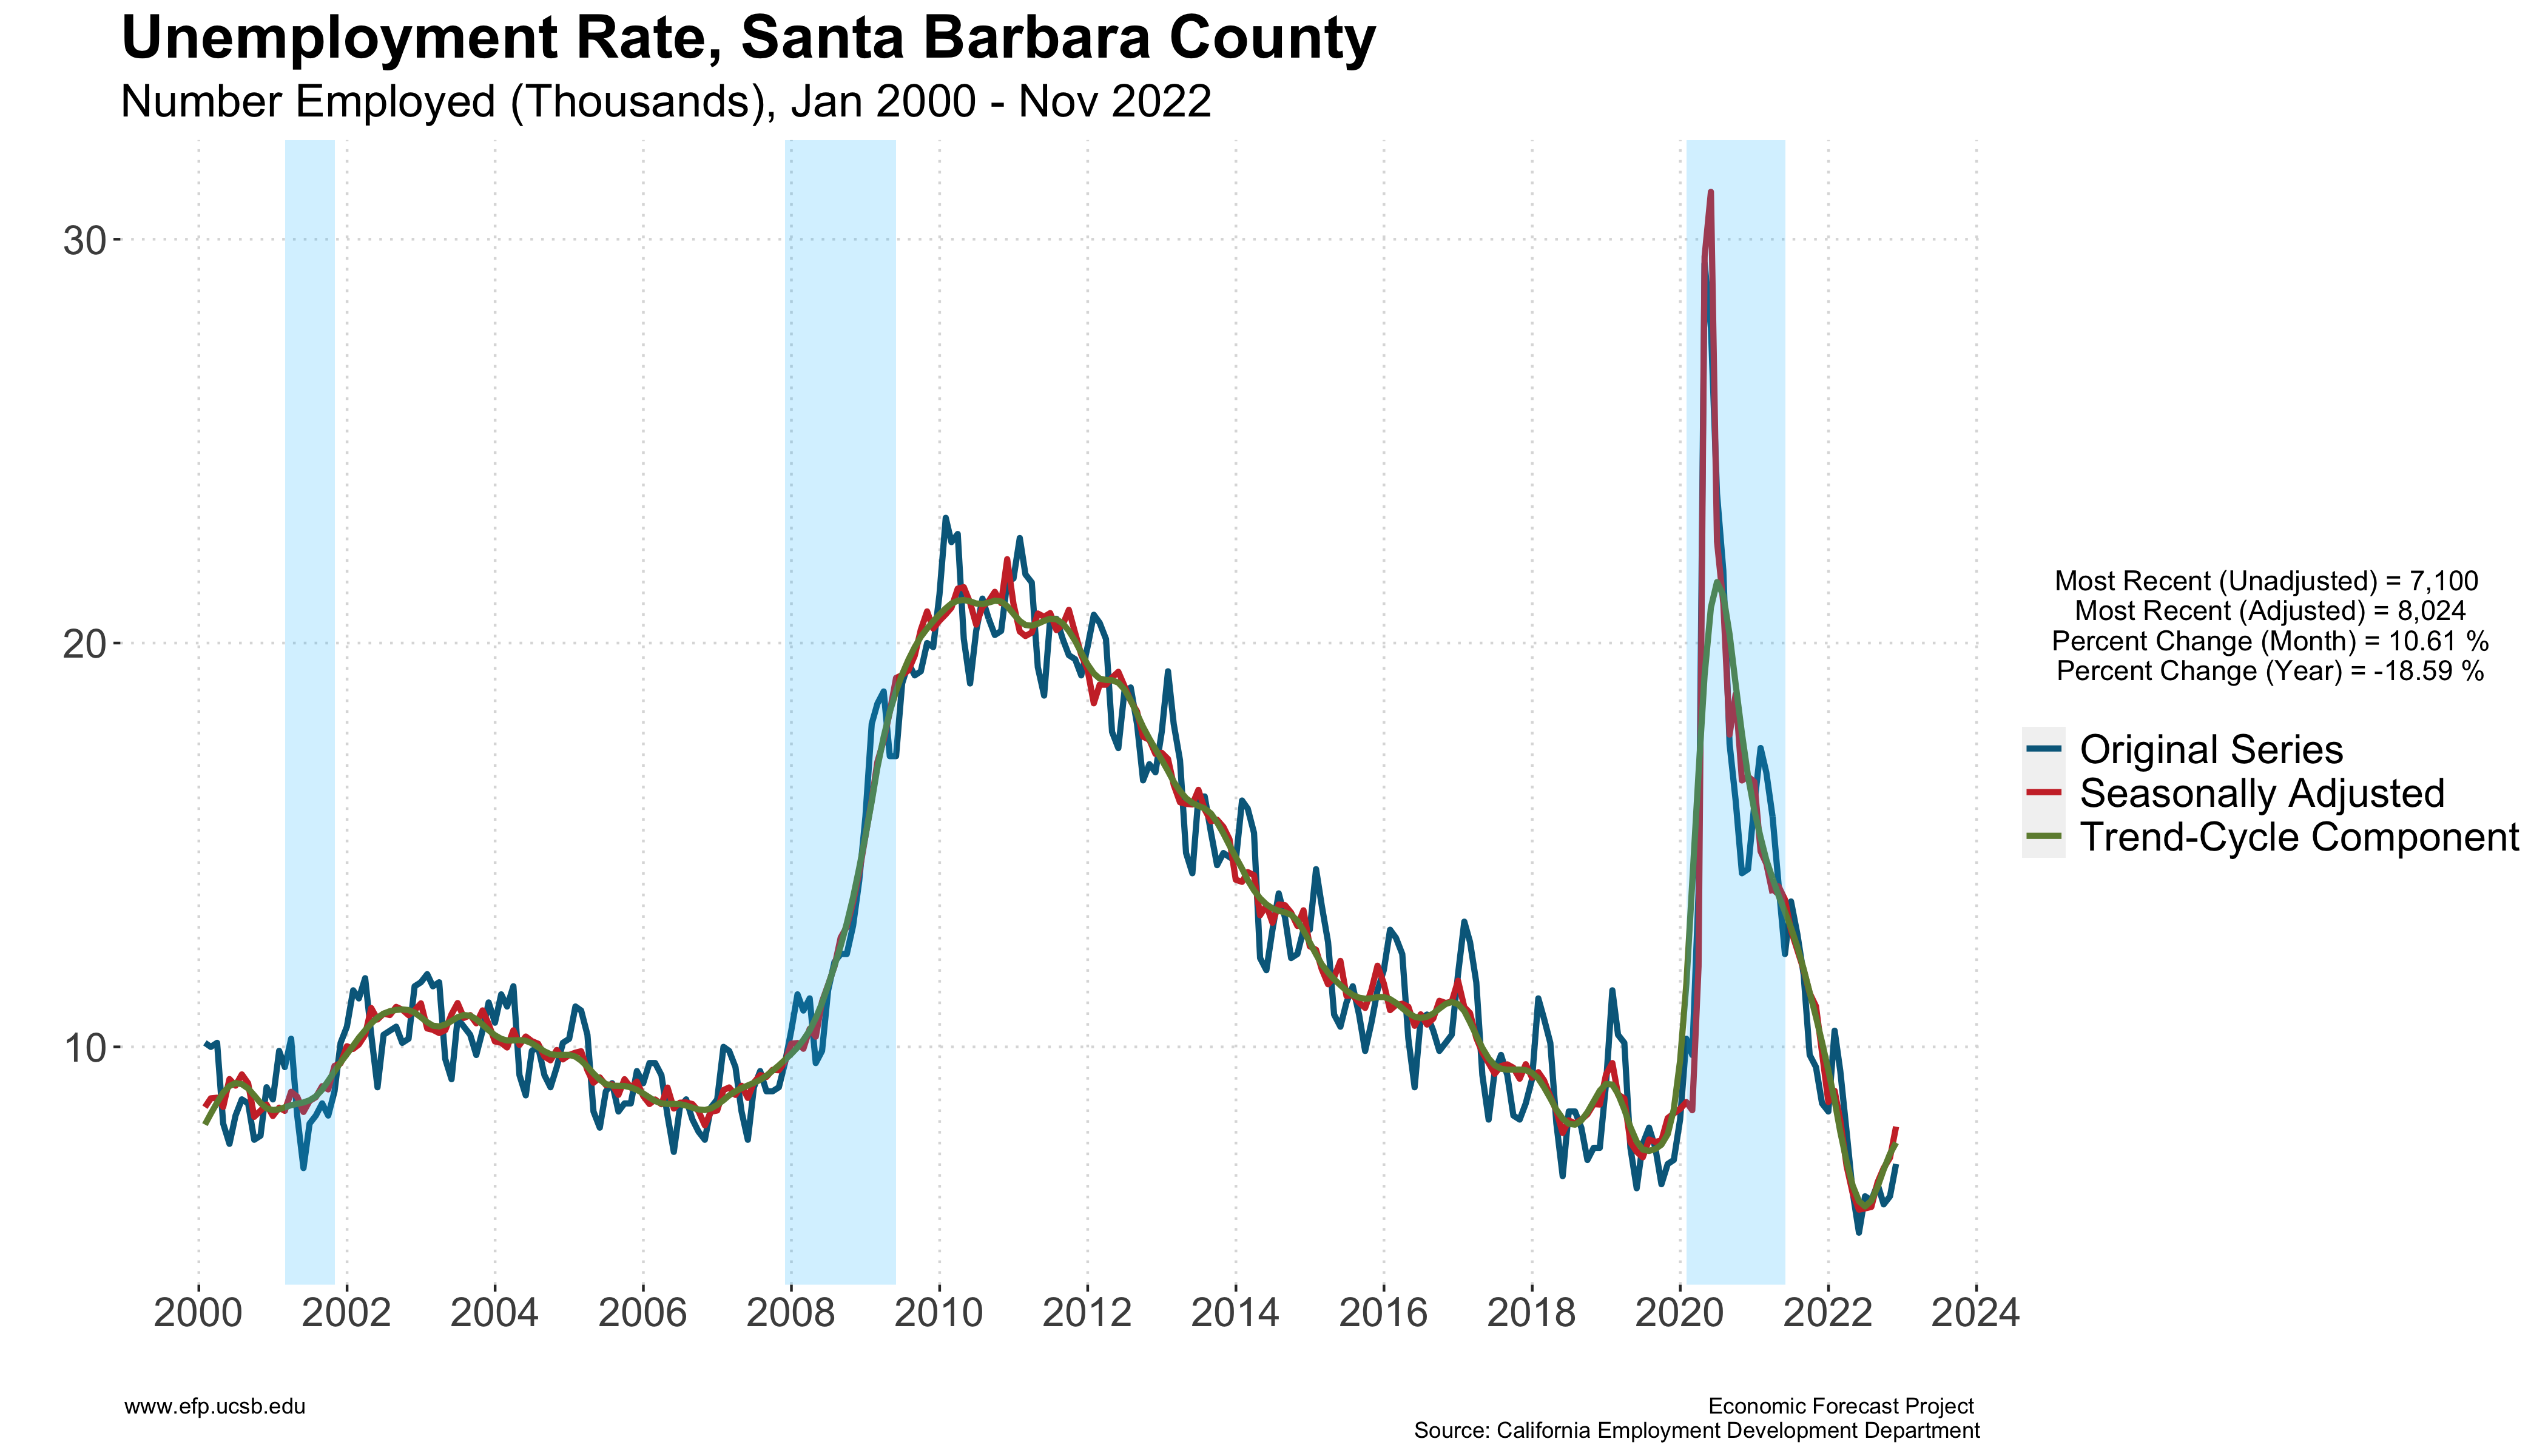 Unemployment Rate, Santa Barbara County
Number Employed (Thousands), Jan 2000 - Nov 2022
30
20
10
2000 2002 2004 2006 2008 2010 2012 2014 2016 2018 2020 2022 2024
Most Recent (Unadjusted) = 7,100
Most Recent (Adjusted) = 8,024
Percent Change (Month) = 10.61 %
Percent Change (Year) = -18.59 %
Original Series
Seasonally Adjusted
Trend-Cycle Component
www.efp.ucsb.edu
Economic Forecast Project
Source: California Employment Development Department